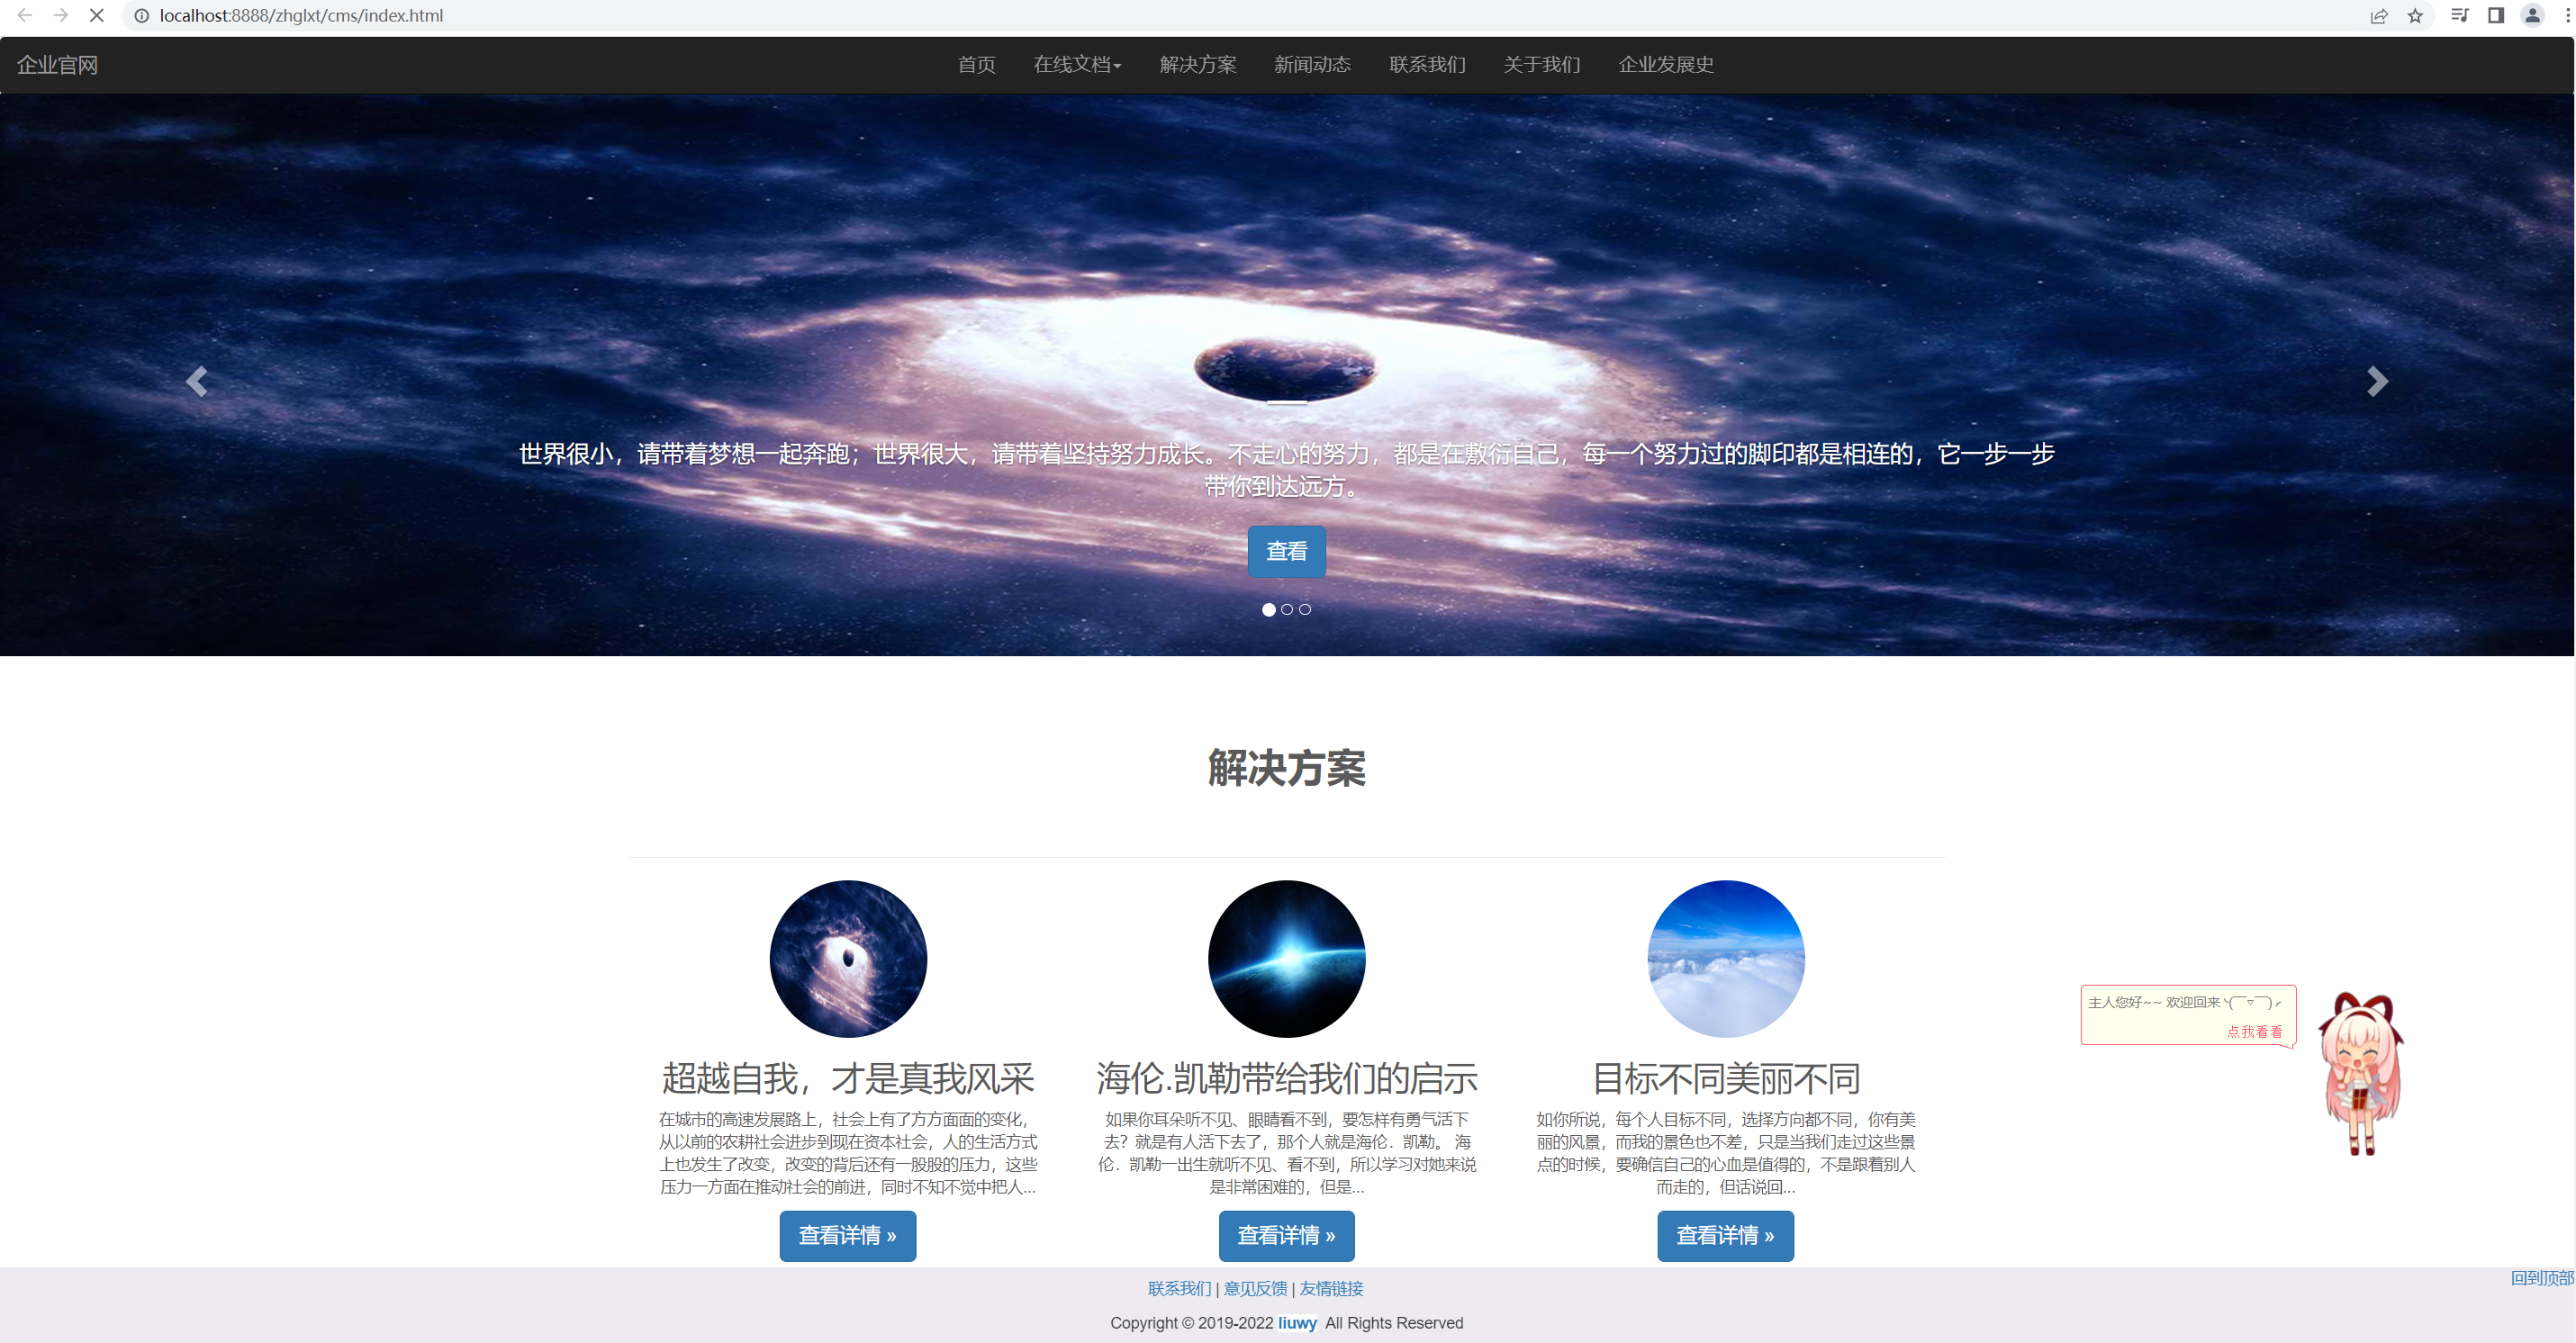 localhost:8888/zhglxt/cms/index.html
企业官网 首页 在线文档 解决方案 新闻动态 联系我们 关于我们 企业发展史
世界很小，请带着梦想一起奔跑；世界很大，请带着坚持努力成长。不走心的努力，都是在敷衍自己，每一个努力过的脚印都是相连的，它一步一步
带你到达远方。
查看
解决方案
超越自我，才是真我风采
在城市的高速发展路上，社会上有了方方面面的变化，
从以前的农耕社会进步到现在资本社会，人的生活方式
上也发生了改变，改变的背后还有一股股的压力，这些
压力一方面在推动社会的前进，同时不知不觉中把人...
查看详情 »
海伦.凯勒带给我们的启示
如果你耳朵听不见、眼睛看不到，要怎样有勇气活下
去？就是有人活下去了，那个人就是海伦．凯勒。 海
伦．凯勒一出生就听不见、看不到，所以学习对她来说
是非常困难的，但是...
查看详情 »
目标不同美丽不同
如你所说，每个人目标不同，选择方向都不同，你有美
丽的风景，而我的景色也不差，只是当我们走过这些景
点的时候，要确信自己的心血是值得的，不是跟着别人
而走的，但话说回...
查看详情 »
主人您好~~ 欢迎回来ヽ(￣▽￣)ノ
点我看看
回到顶部
联系我们 | 意见反馈 | 友情链接
Copyright © 2019-2022 liuwy All Rights Reserved